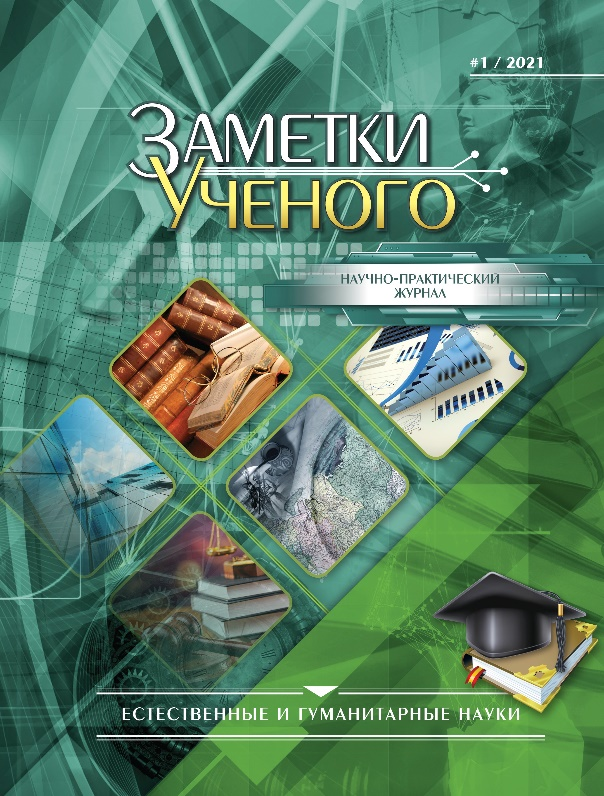 #1 / 2021
ЗАМЕТКИ
УЧЕНОГО
НАУЧНО-ПРАКТИЧЕСКИЙ
ЖУРНАЛ
ЕСТЕСТВЕННЫЕ И ГУМАНИТАРНЫЕ НАУКИ